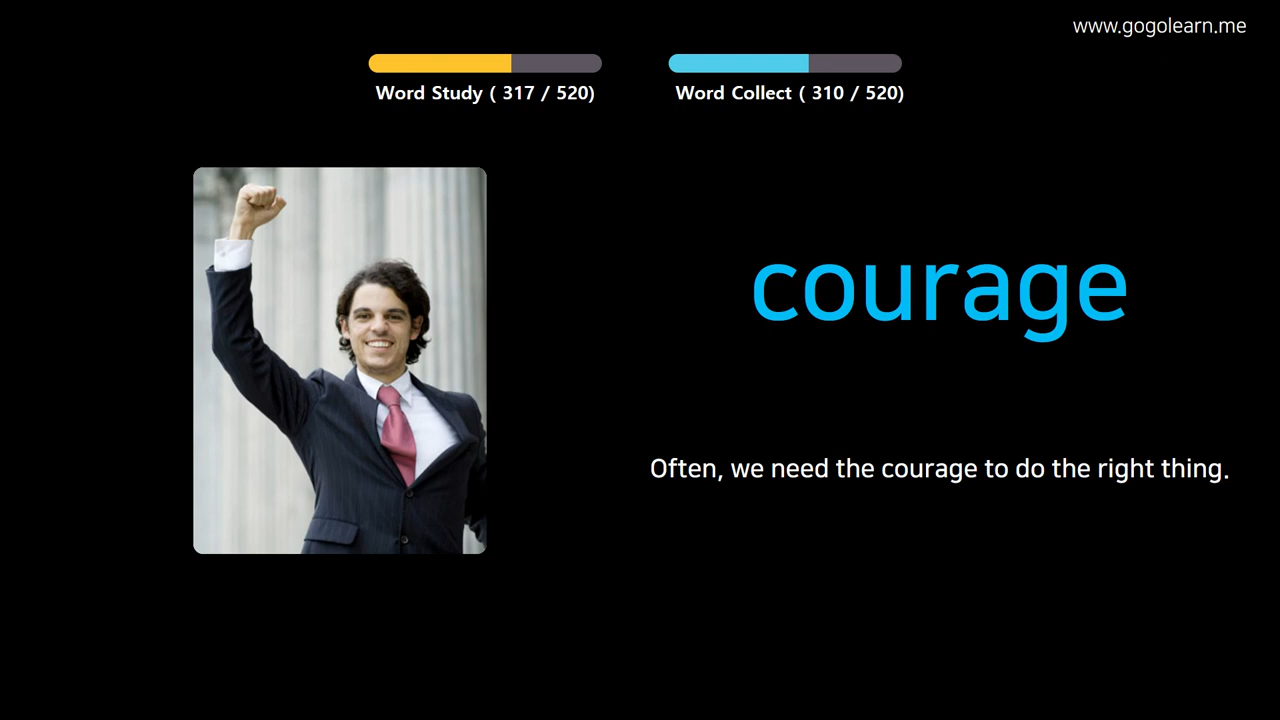 www.gogolearn.me
Word Study ( 317 / 520)
Word Collect ( 310 / 520)
courage
Often, we need the courage to do the right thing.